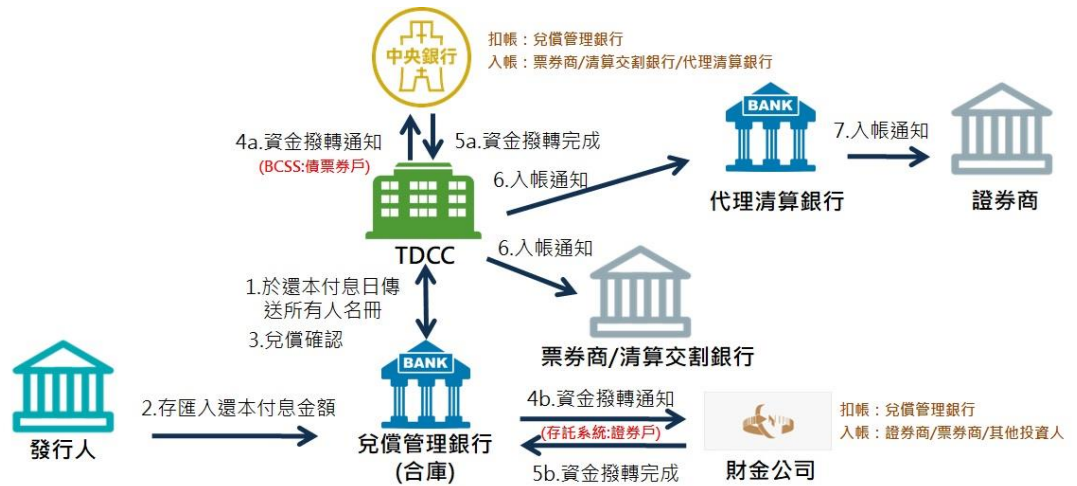 中央銀行
扣帳：兌償管理銀行
入帳：票券商/清算交割銀行/代理清算銀行
4a.資金撥轉通知
(BCSS:債票券戶)
5a.資金撥轉完成
BANK
7.入帳通知
6.入帳通知
代理清算銀行
證券商
TDCC
6.入帳通知
1.於還本付息日傳
送所有人名冊
3.兌償確認
票券商/清算交割銀行
BANK
2.存匯入還本付息金額
4b.資金撥轉通知
(存託系統:證券戶)
扣帳：兌償管理銀行
入帳：證券商/票券商/其他投資人
發行人
兌償管理銀行
(合庫)
5b.資金撥轉完成
財金公司